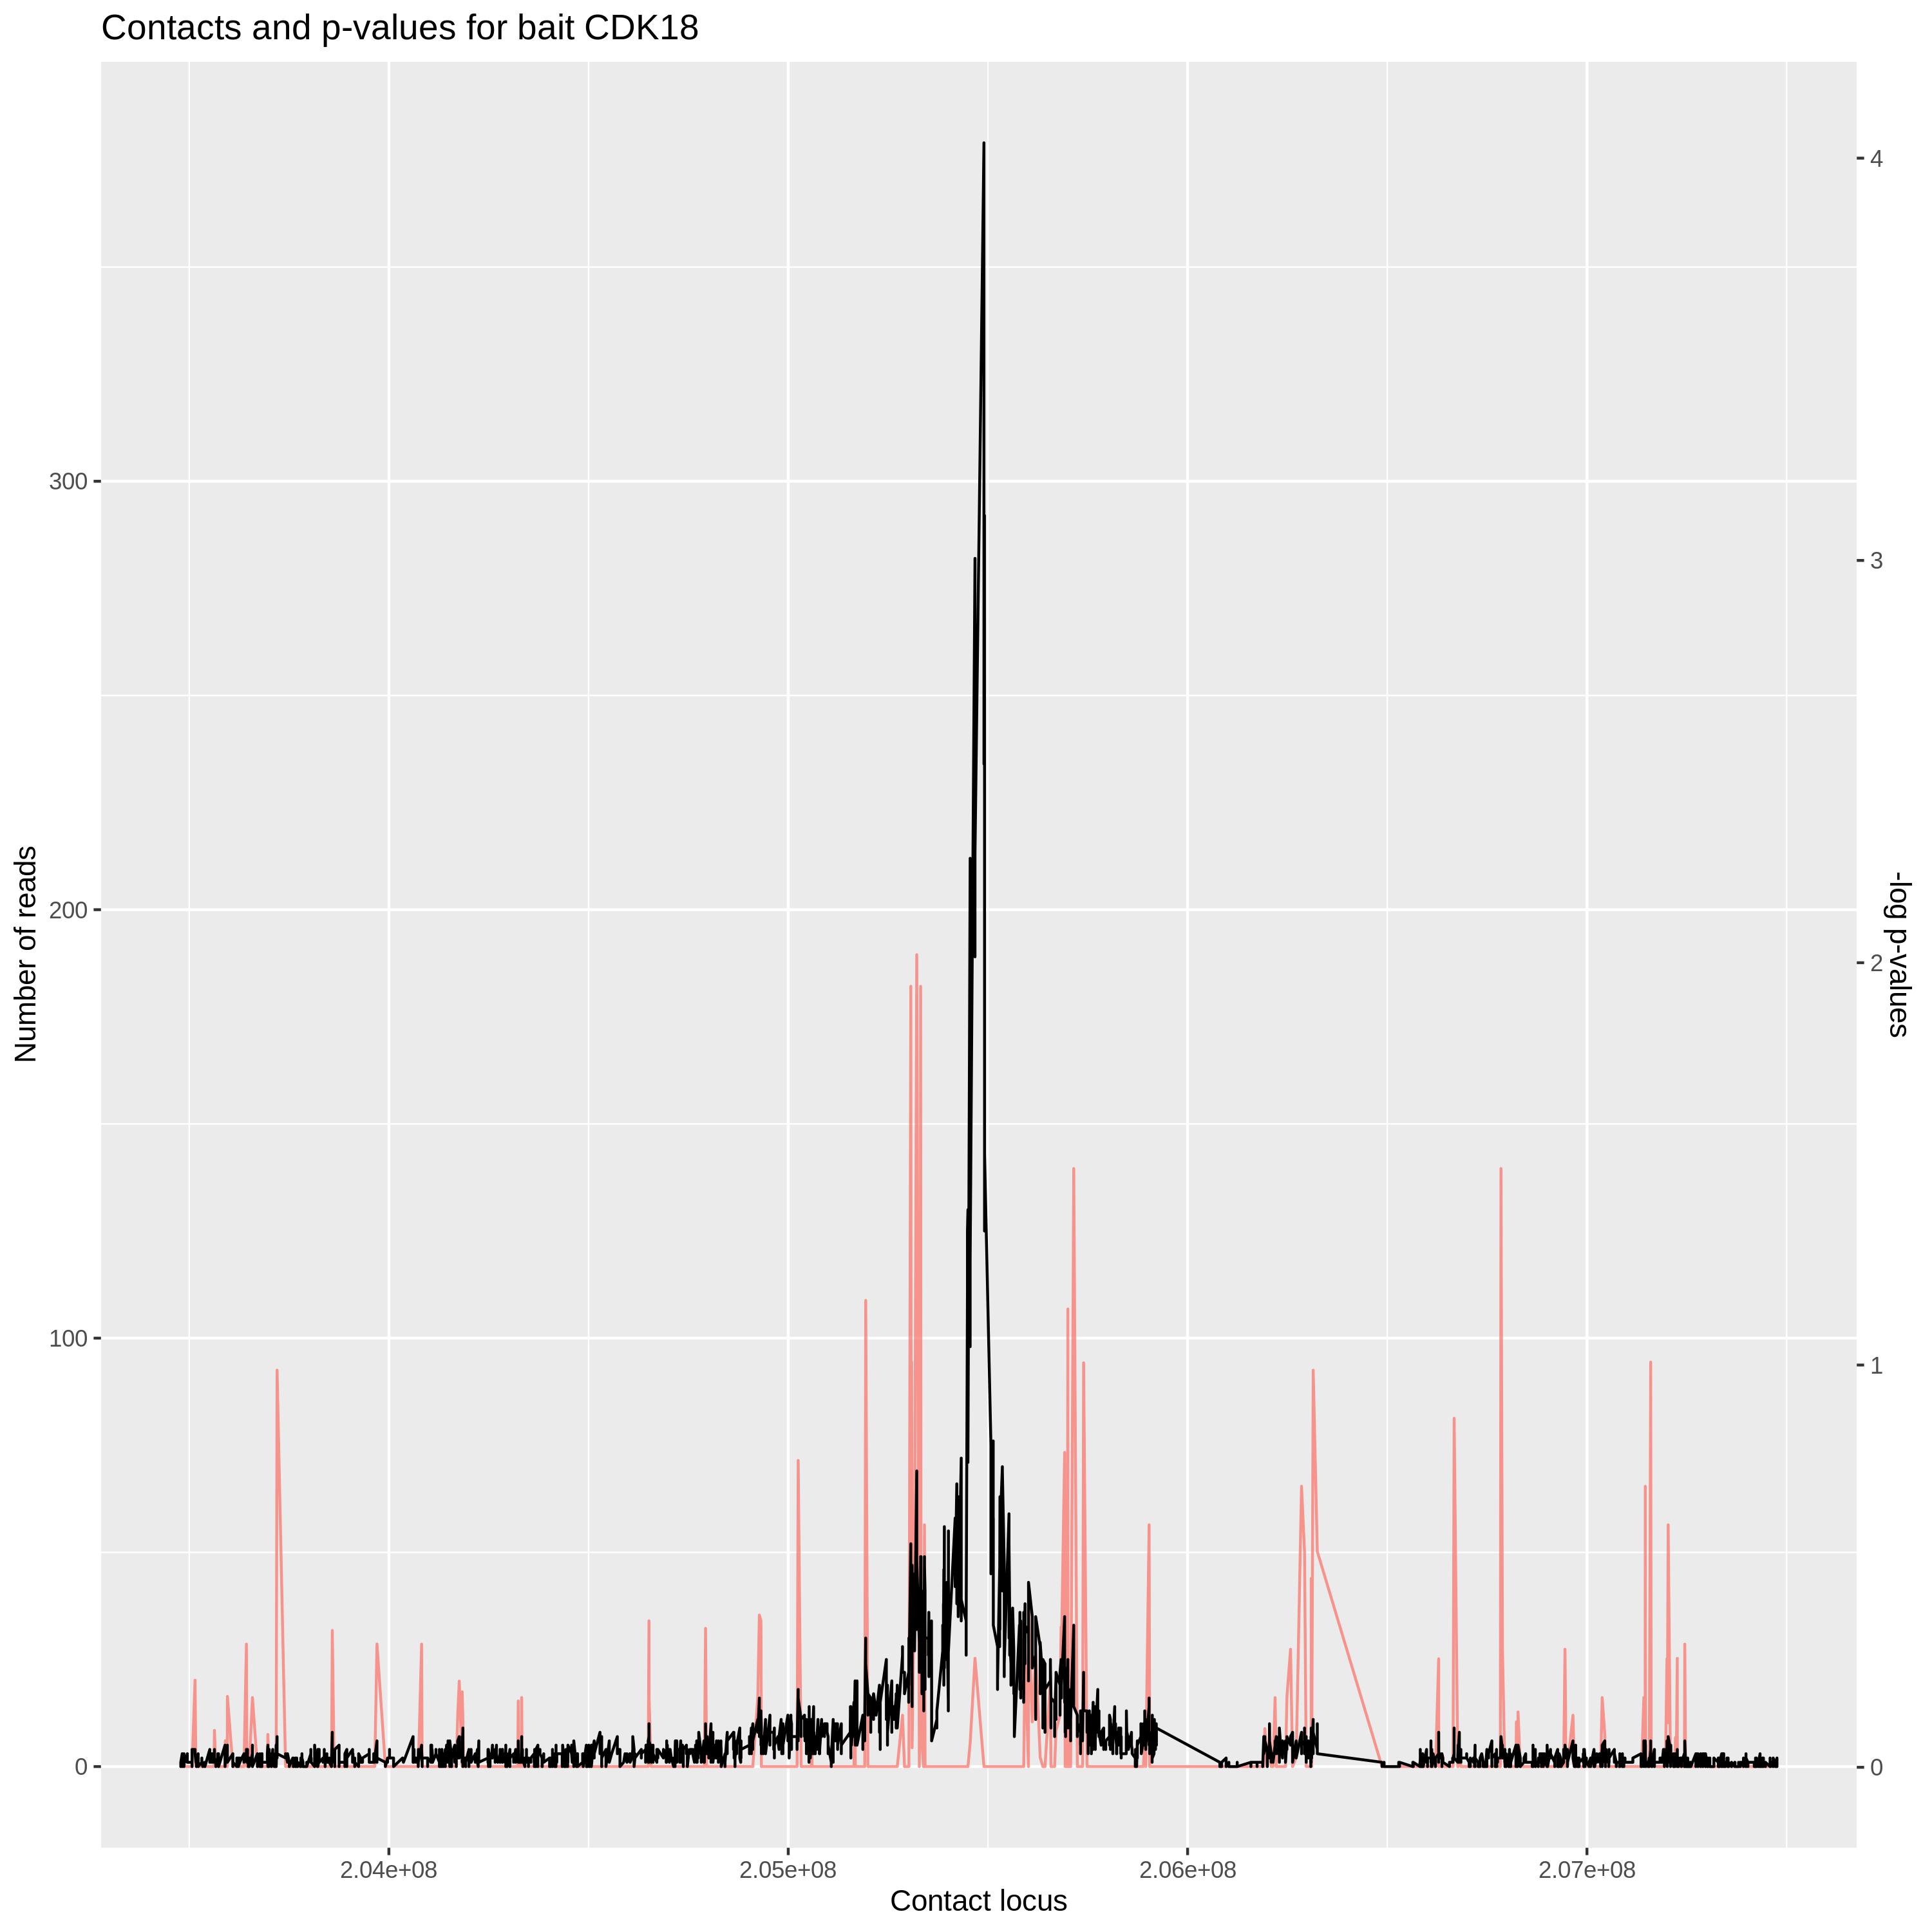 Contacts and p-values for bait CDK18
Number of reads
300
200
100
0
4
3
2
1
0
-log p-values
2.04e+08
2.05e+08
2.06e+08
2.07e+08
Contact locus